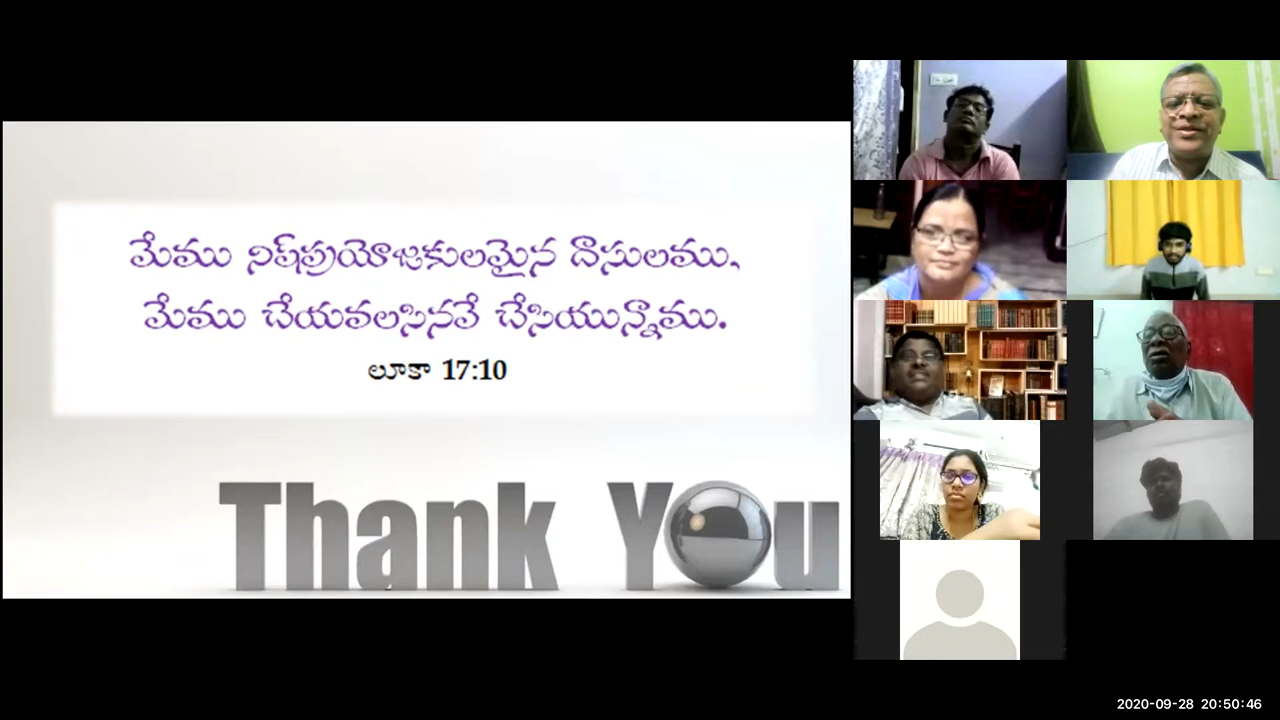 మేము నిష్‌ప్రయోజకులమైన దాసులము,
మేము చేయవలసినవే చేసియున్నాము.
లూకా 17:10
Thank You
2020-09-28 20:50:46